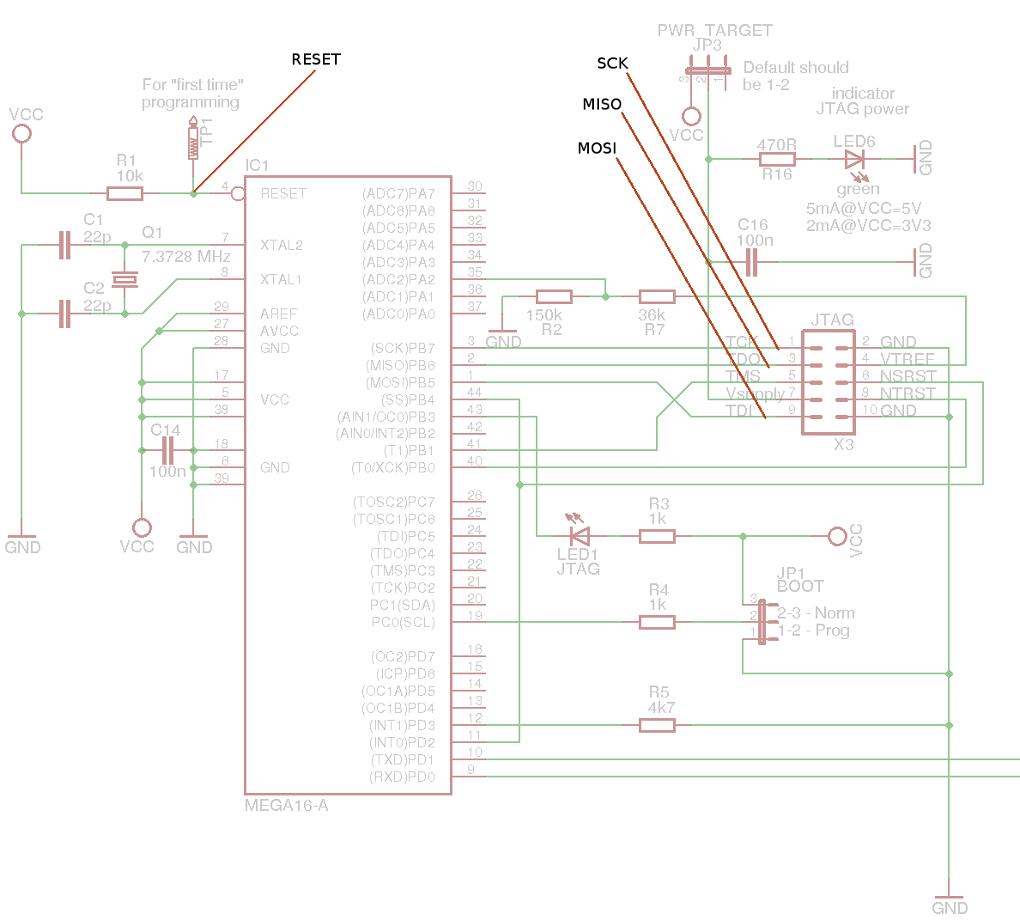 PWR_TARGET
JP3
RESET
SCK
Default should
be 1-2
For "first time"
programming
3
2
1
indicator
JTAG power
MISO
VCC
TP1
VCC
MOSI
470R
LED6
GND
R16
R1
10k
IC1
green
4
RESET
(ADC7)PA7
30
5mA@VCC=5V
2mA@VCC=3V3
(ADC6)PA6
31
C1
22p
Q1
7.3728 MHz
(ADC5)PA5
32
C16
100n
7
XTAL2
(ADC4)PA4
33
GND
(ADC3)PA3
34
8
XTAL1
(ADC2)PA2
35
C2
22p
(ADC1)PA1
36
29
AREF
(ADC0)PA0
37
150k
R2
36k
R7
JTAG
27
AVCC
28
GND
(SCK)PB7
3
GND
TCK
1
2
GND
(MISO)PB6
2
TDO
3
4
VTREF
17
(MOSI)PB5
1
TMS
5
6
NSRST
5
VCC
(SS)PB4
44
Vsupply
7
8
NTRST
38
(AIN1/OC0)PB3
43
TDI
9
10
GND
C14
100n
(AIN0/INT2)PB2
42
X3
18
(T1)PB1
41
6
GND
(T0/XCK)PB0
40
39
(TOSC2)PC7
26
(TOSC1)PC6
25
R3
1k
GND
VCC
GND
(TDI)PC5
24
VCC
(TDO)PC4
23
LED1
JTAG
(TMS)PC3
22
JP1
BOOT
(TCK)PC2
21
R4
1k
PC1(SDA)
20
3
2-3 - Norm
PC0(SCL)
19
2
1-2 - Prog
1
(OC2)PD7
16
(ICP)PD6
15
(OC1A)PD5
14
R5
4k7
(OC1B)PD4
13
(INT1)PD3
12
(INT0)PD2
11
(TXD)PD1
10
(RXD)PD0
9
MEGA16-A
GND